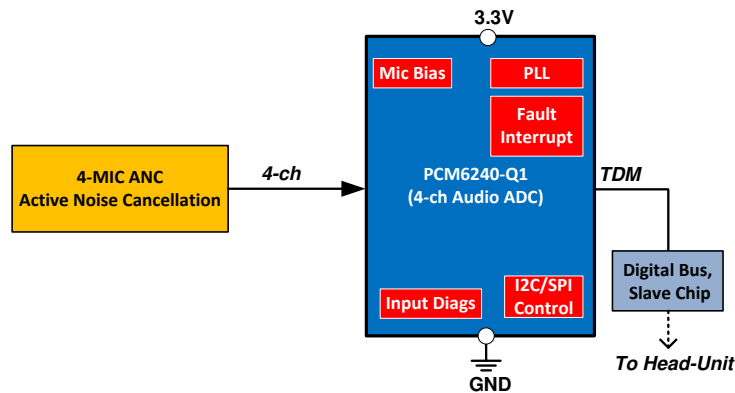 3.3V
Mic Bias
PLL
Fault
Interrupt
4-MIC ANC
Active Noise Cancellation
4-ch
PCM6240-Q1
(4-ch Audio ADC)
TDM
Digital Bus,
Slave Chip
Input Diags
I2C/SPI
Control
To Head-Unit
GND